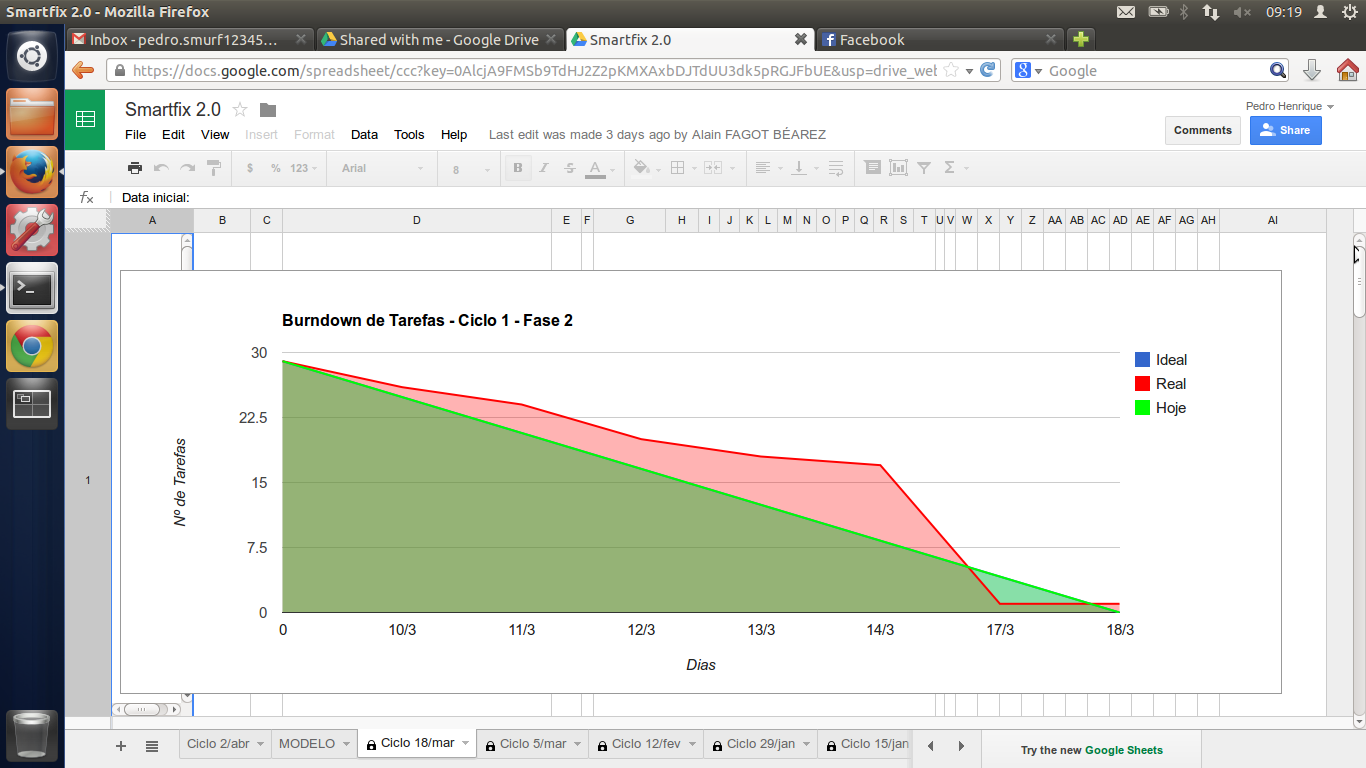 Smartfix 2.0 - Mozilla Firefox
09:19
Inbox - pedro.smurf12345...
Shared with me - Google Drive
Smartfix 2.0
Facebook
https://docs.google.com/spreadsheet/ccc?key=0AlcjA9FMSb9TdHJ2Z2pKMXAxbDJTdUU3dk5pRGJFbUE&usp=drive_web
Google
Smartfix 2.0
Pedro Henrique
File Edit View Insert Format Data Tools Help
Last edit was made 3 days ago by Alain FAGOT BÉAREZ
Comments
Share
$ % 123 Arial 8 B I S A Σ
fx Data inicial:
A B C D E F G H I J K L M N O P Q R S T U V W X Y Z AA AB AC AD AE AF AG AH AI
1
Burndown de Tarefas - Ciclo 1 - Fase 2
30
22.5
15
7.5
0
Nº de Tarefas
0 10/3 11/3 12/3 13/3 14/3 17/3 18/3
Dias
Ideal
Real
Hoje
Ciclo 2/abr
MODELO
Ciclo 18/mar
Ciclo 5/mar
Ciclo 12/fev
Ciclo 29/jan
Ciclo 15/jan
Try the new Google Sheets